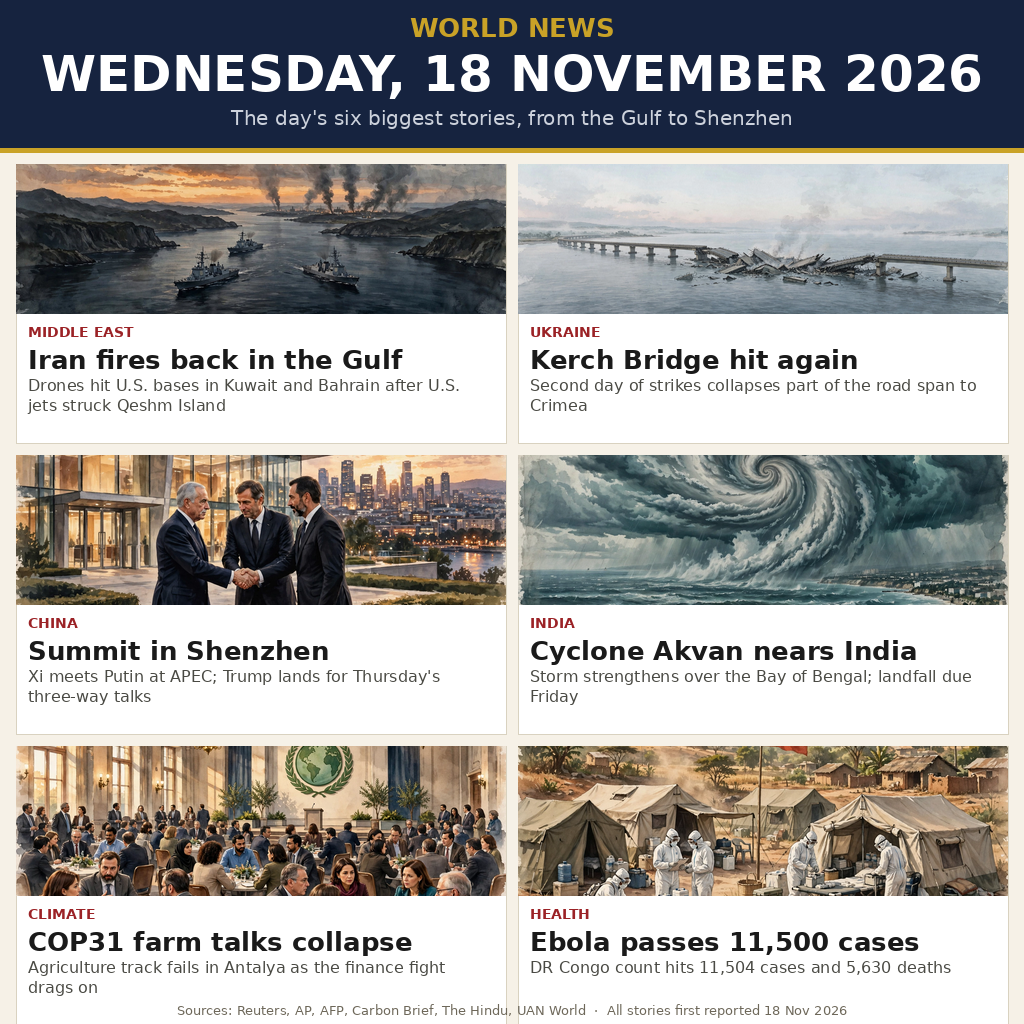 WORLD NEWS
WEDNESDAY, 18 NOVEMBER 2026
The day's six biggest stories, from the Gulf to Shenzhen
MIDDLE EAST
Iran fires back in the Gulf
Drones hit U.S. bases in Kuwait and Bahrain after U.S.
jets struck Qeshm Island
UKRAINE
Kerch Bridge hit again
Second day of strikes collapses part of the road span to
Crimea
CHINA
Summit in Shenzhen
Xi meets Putin at APEC; Trump lands for Thursday's
three-way talks
INDIA
Cyclone Akvan nears India
Storm strengthens over the Bay of Bengal; landfall due
Friday
CLIMATE
COP31 farm talks collapse
Agriculture track fails in Antalya as the finance fight
drags on
HEALTH
Ebola passes 11,500 cases
DR Congo count hits 11,504 cases and 5,630 deaths
Sources: Reuters, AP, AFP, Carbon Brief, The Hindu, UAN World · All stories first reported 18 Nov 2026